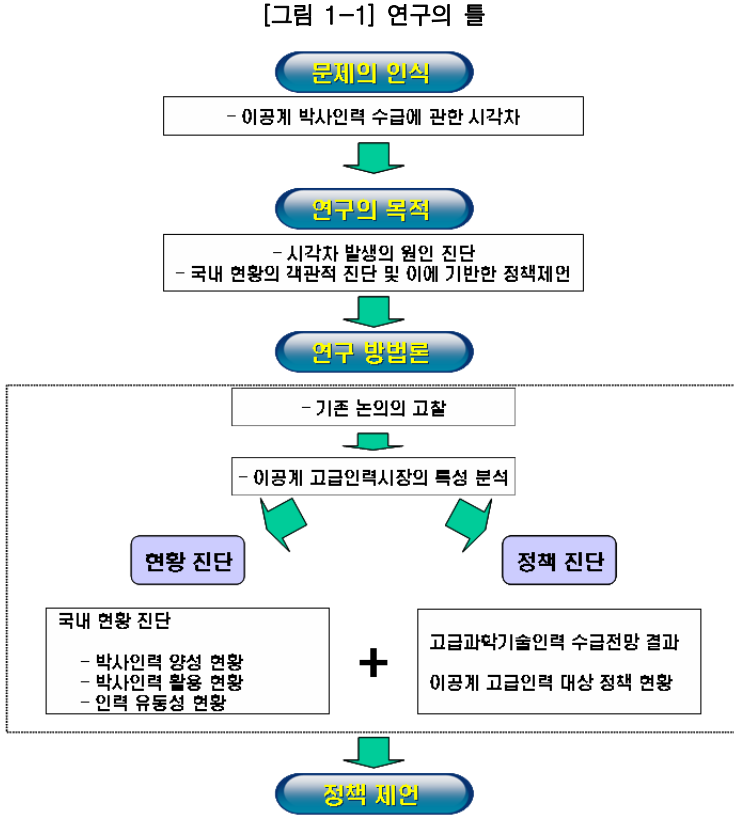 [그림 1-1] 연구의 틀
문제의 인식
- 이공계 박사인력 수급에 관한 시각차
연구의 목적
- 시각차 발생의 원인 진단
- 국내 현황의 객관적 진단 및 이에 기반한 정책제언
연구 방법론
- 기존 논의의 고찰
- 이공계 고급인력시장의 특성 분석
현황 진단
정책 진단
국내 현황 진단
- 박사인력 양성 현황
- 박사인력 활용 현황
- 인력 유동성 현황
+
고급과학기술인력 수급전망 결과
이공계 고급인력 대상 정책 현황
정책 제언